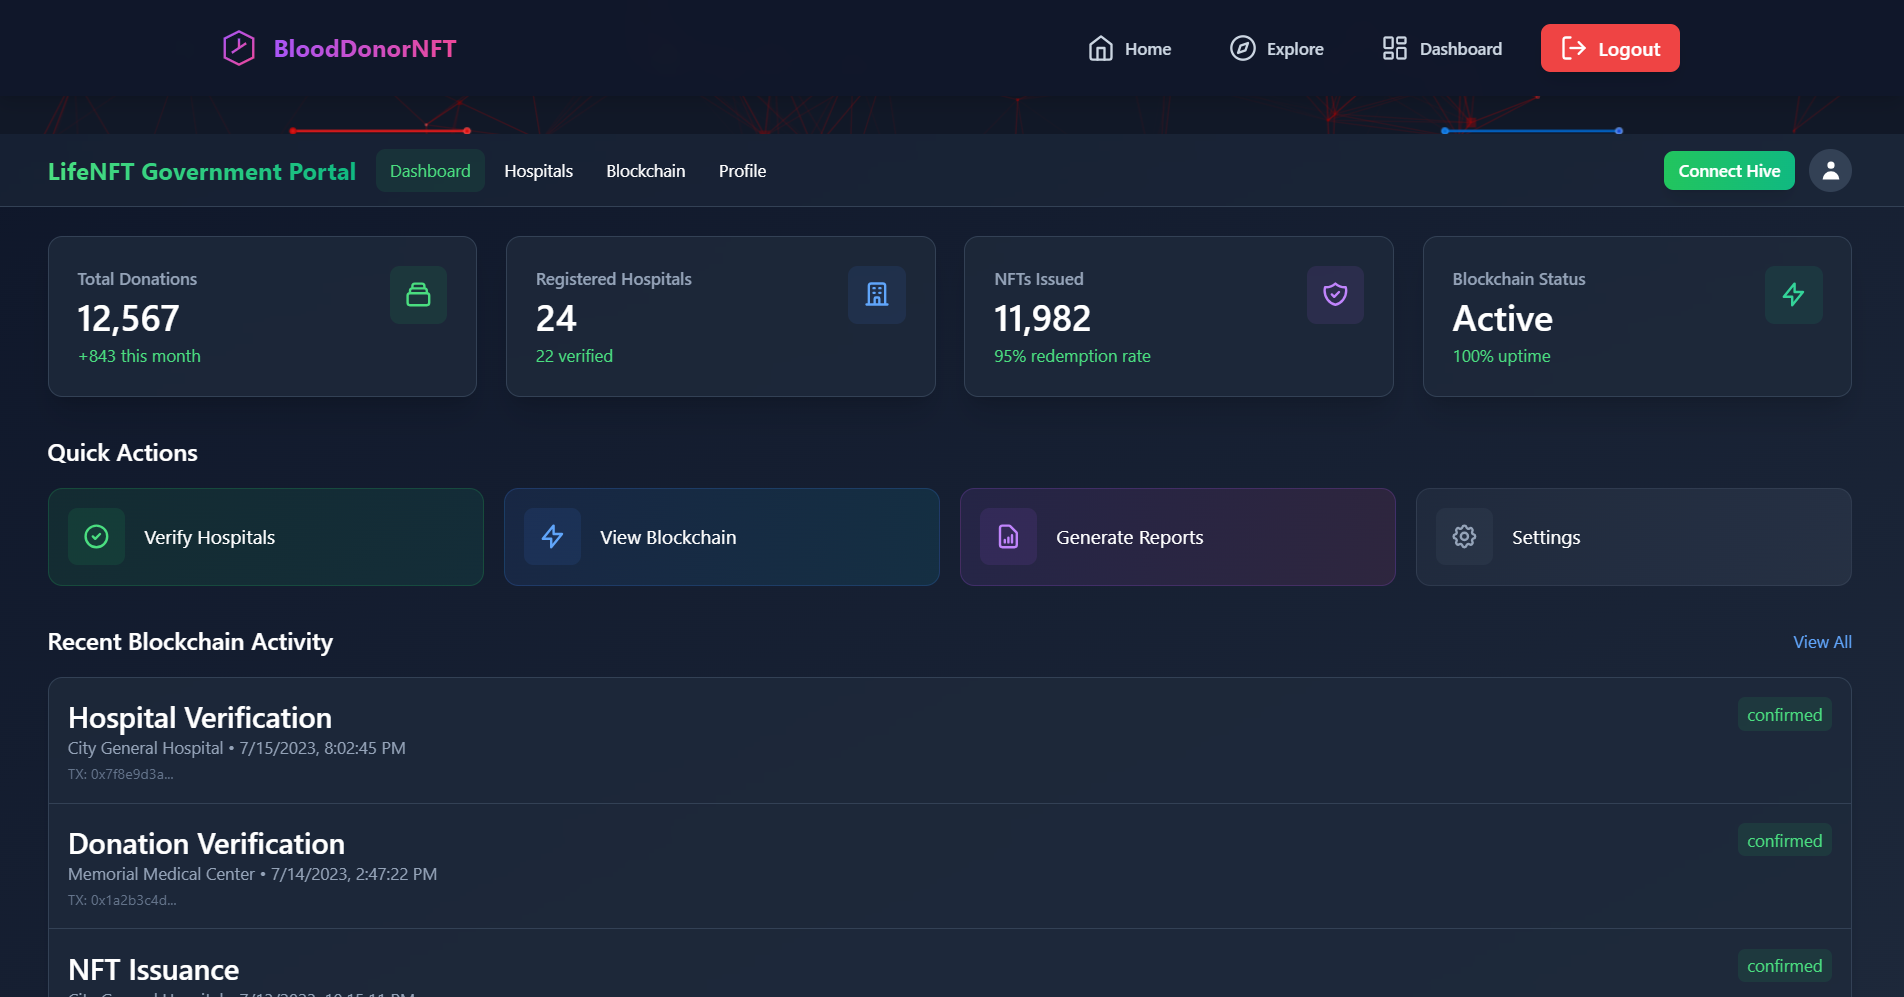 BloodDonorNFT
Home
Explore
Dashboard
Logout
LifeNFT Government Portal
Dashboard
Hospitals
Blockchain
Profile
Connect Hive
Total Donations
12,567
+843 this month
Registered Hospitals
24
22 verified
NFTs Issued
11,982
95% redemption rate
Blockchain Status
Active
100% uptime
Quick Actions
Verify Hospitals
View Blockchain
Generate Reports
Settings
Recent Blockchain Activity
View All
Hospital Verification
confirmed
City General Hospital • 7/15/2023, 8:02:45 PM
TX: 0x7f8e9d3a...
Donation Verification
confirmed
Memorial Medical Center • 7/14/2023, 2:47:22 PM
TX: 0x1a2b3c4d...
NFT Issuance
confirmed
City General Hospital